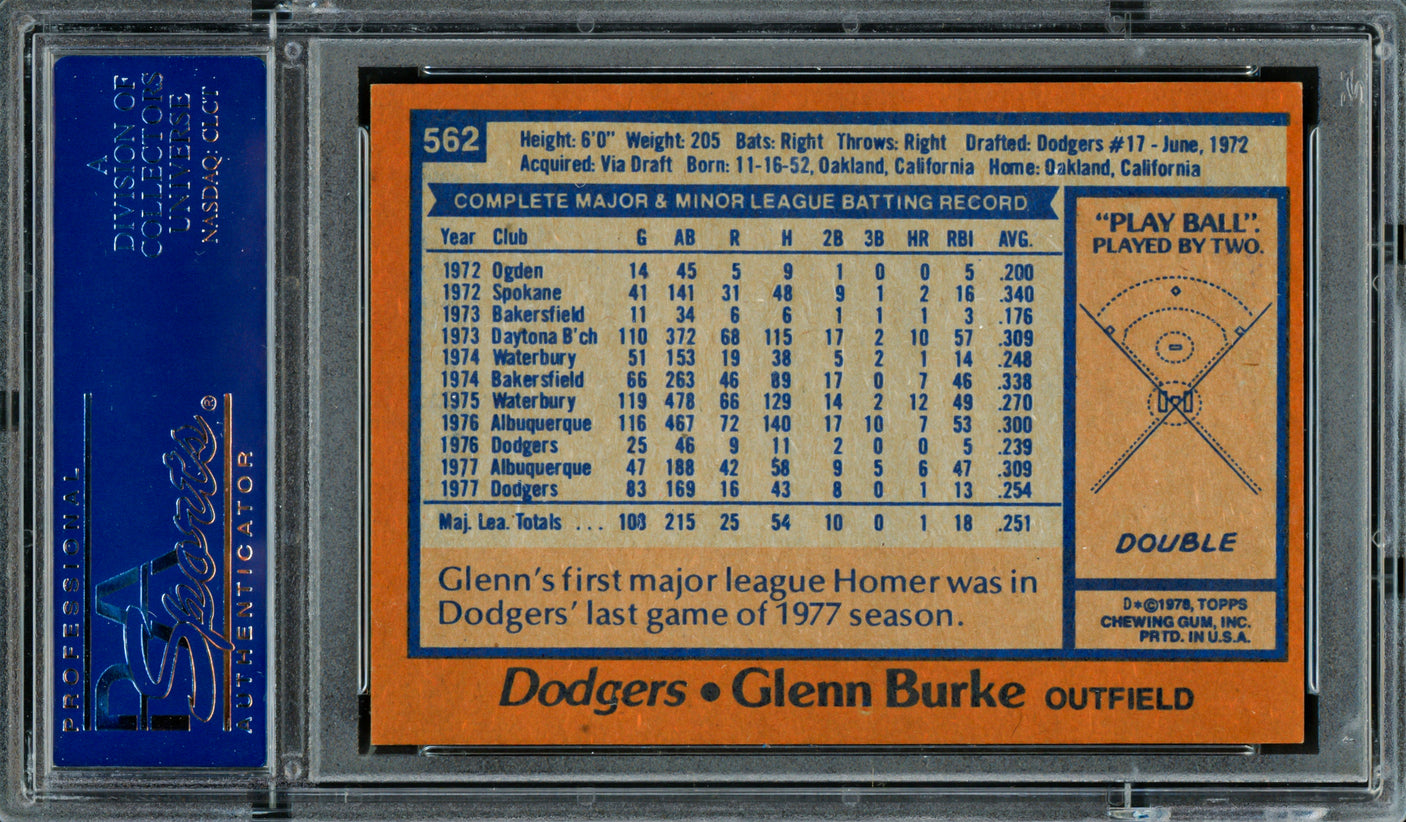 A
DIVISION OF
COLLECTORS
UNIVERSE
NASDAQ: CLCT
PROFESSIONAL
PSA
Sports®
AUTHENTICATOR
562
Height: 6'0" Weight: 205 Bats: Right Throws: Right Drafted: Dodgers #17 - June, 1972
Acquired: Via Draft Born: 11-16-52, Oakland, California Home: Oakland, California
COMPLETE MAJOR & MINOR LEAGUE BATTING RECORD
Year Club G AB R H 2B 3B HR RBI AVG.
1972 Ogden 14 45 5 9 1 0 0 5 .200
1972 Spokane 41 141 31 48 9 1 2 16 .340
1973 Bakersfield 11 34 6 6 1 1 1 3 .176
1973 Daytona B'ch 110 372 68 115 17 2 10 57 .309
1974 Waterbury 51 153 19 38 5 2 1 14 .248
1974 Bakersfield 66 263 46 89 17 0 7 46 .338
1975 Waterbury 119 478 66 129 14 2 12 49 .270
1976 Albuquerque 116 467 72 140 17 10 7 53 .300
1976 Dodgers 25 46 9 11 2 0 0 5 .239
1977 Albuquerque 47 188 42 58 9 5 6 47 .309
1977 Dodgers 83 169 16 43 8 0 1 13 .254
Maj. Lea. Totals ... 108 215 25 54 10 0 1 18 .251
Glenn's first major league Homer was in
Dodgers' last game of 1977 season.
"PLAY BALL".
PLAYED BY TWO.
DOUBLE
D*©1978, TOPPS
CHEWING GUM, INC.
PRTD. IN U.S.A.
Dodgers • Glenn Burke OUTFIELD